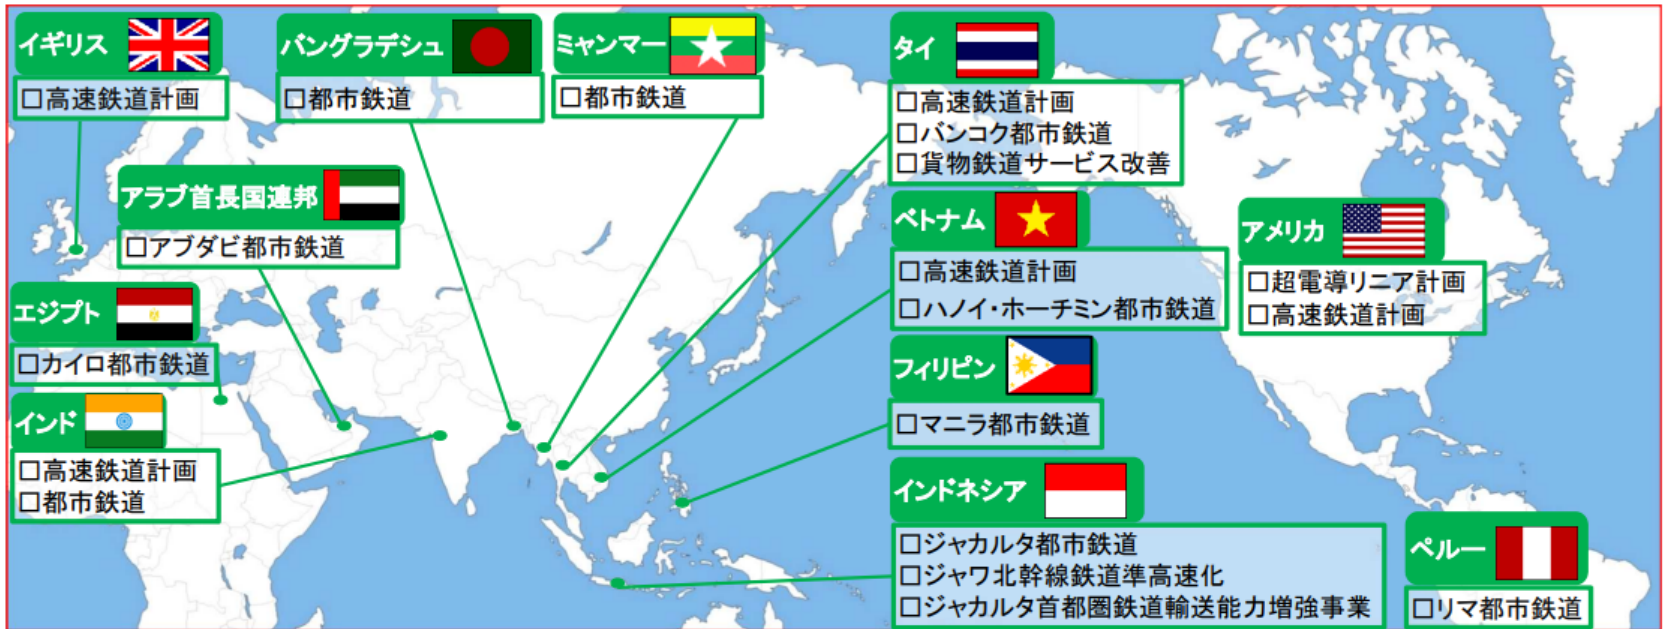 イギリス
□高速鉄道計画
バングラデシュ
□都市鉄道
ミャンマー
□都市鉄道
タイ
□高速鉄道計画
□バンコク都市鉄道
□貨物鉄道サービス改善
アラブ首長国連邦
□アブダビ都市鉄道
ベトナム
□高速鉄道計画
□ハノイ・ホーチミン都市鉄道
アメリカ
□超電導リニア計画
□高速鉄道計画
エジプト
□カイロ都市鉄道
フィリピン
□マニラ都市鉄道
インド
□高速鉄道計画
□都市鉄道
インドネシア
□ジャカルタ都市鉄道
□ジャワ北幹線鉄道準高速化
□ジャカルタ首都圏鉄道輸送能力増強事業
ペルー
□リマ都市鉄道